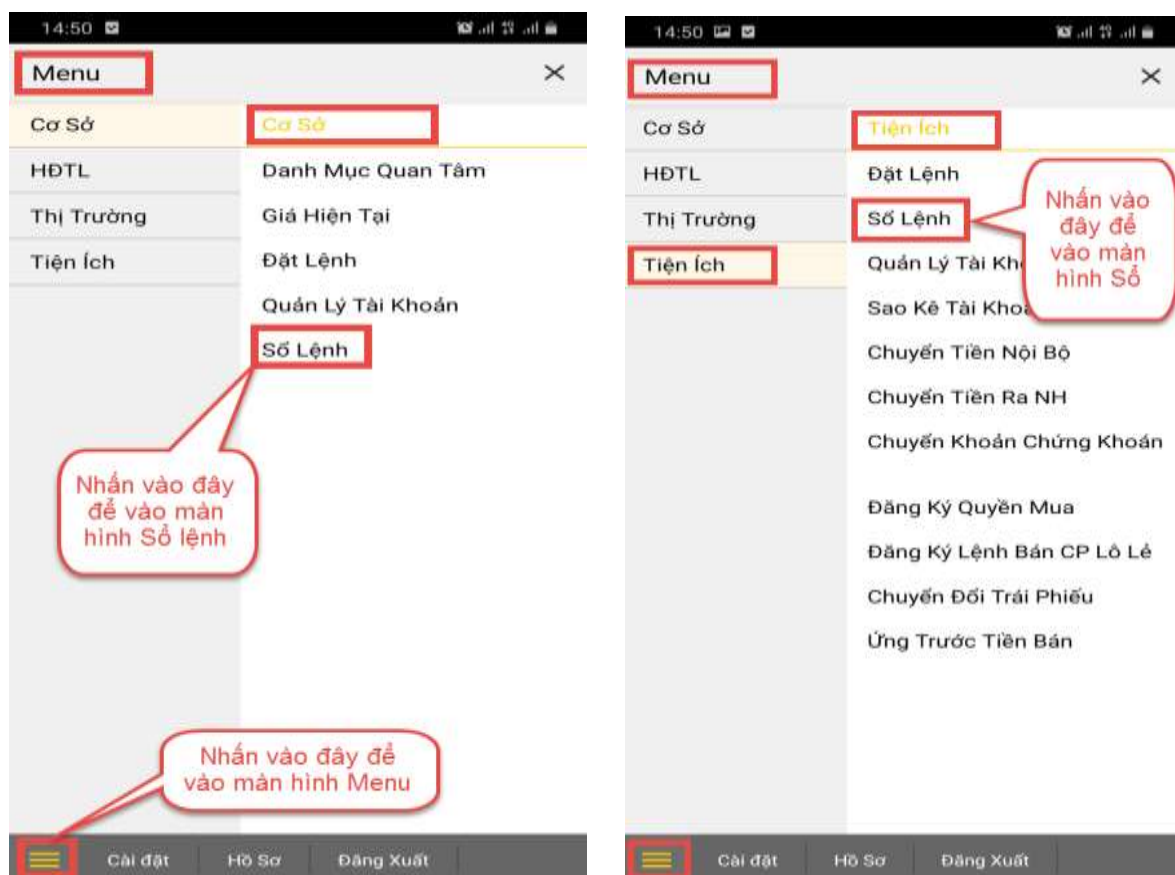 14:50
Menu
Cơ Sở
HĐTL
Thị Trường
Tiện Ích
Cơ Sở
Danh Mục Quan Tâm
Giá Hiện Tại
Đặt Lệnh
Quản Lý Tài Khoản
Sổ Lệnh
Nhấn vào đây
để vào màn
hình Sổ lệnh
Nhấn vào đây để
vào màn hình Menu
Cài đặt
Hồ Sơ
Đăng Xuất
14:50
Menu
Cơ Sở
HĐTL
Thị Trường
Tiện Ích
Tiện Ích
Đặt Lệnh
Sổ Lệnh
Quản Lý Tài Kh
Sao Kê Tài Kho
Chuyển Tiền Nội Bộ
Chuyển Tiền Ra NH
Chuyển Khoản Chứng Khoán
Đăng Ký Quyền Mua
Đăng Ký Lệnh Bán CP Lô Lẻ
Chuyển Đổi Trái Phiếu
Ứng Trước Tiền Bán
Nhấn vào
đây để
vào màn
hình Sổ
Cài đặt
Hồ Sơ
Đăng Xuất